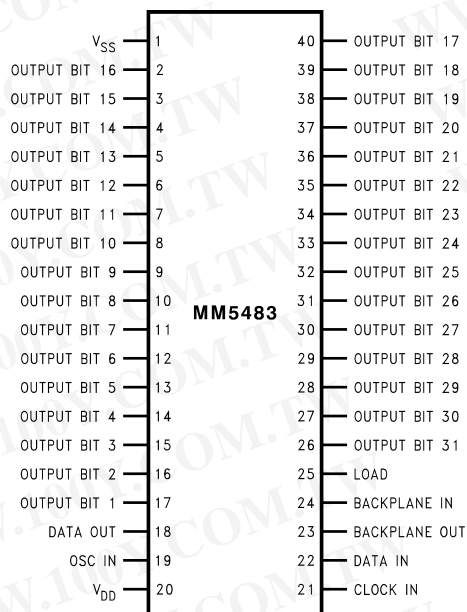 V_SS 1 40 OUTPUT BIT 17
OUTPUT BIT 16 2 39 OUTPUT BIT 18
OUTPUT BIT 15 3 38 OUTPUT BIT 19
OUTPUT BIT 14 4 37 OUTPUT BIT 20
OUTPUT BIT 13 5 36 OUTPUT BIT 21
OUTPUT BIT 12 6 35 OUTPUT BIT 22
OUTPUT BIT 11 7 34 OUTPUT BIT 23
OUTPUT BIT 10 8 33 OUTPUT BIT 24
OUTPUT BIT 9 9 32 OUTPUT BIT 25
OUTPUT BIT 8 10 31 OUTPUT BIT 26
MM5483
OUTPUT BIT 7 11 30 OUTPUT BIT 27
OUTPUT BIT 6 12 29 OUTPUT BIT 28
OUTPUT BIT 5 13 28 OUTPUT BIT 29
OUTPUT BIT 4 14 27 OUTPUT BIT 30
OUTPUT BIT 3 15 26 OUTPUT BIT 31
OUTPUT BIT 2 16 25 LOAD
OUTPUT BIT 1 17 24 BACKPLANE IN
DATA OUT 18 23 BACKPLANE OUT
OSC IN 19 22 DATA IN
V_DD 20 21 CLOCK IN